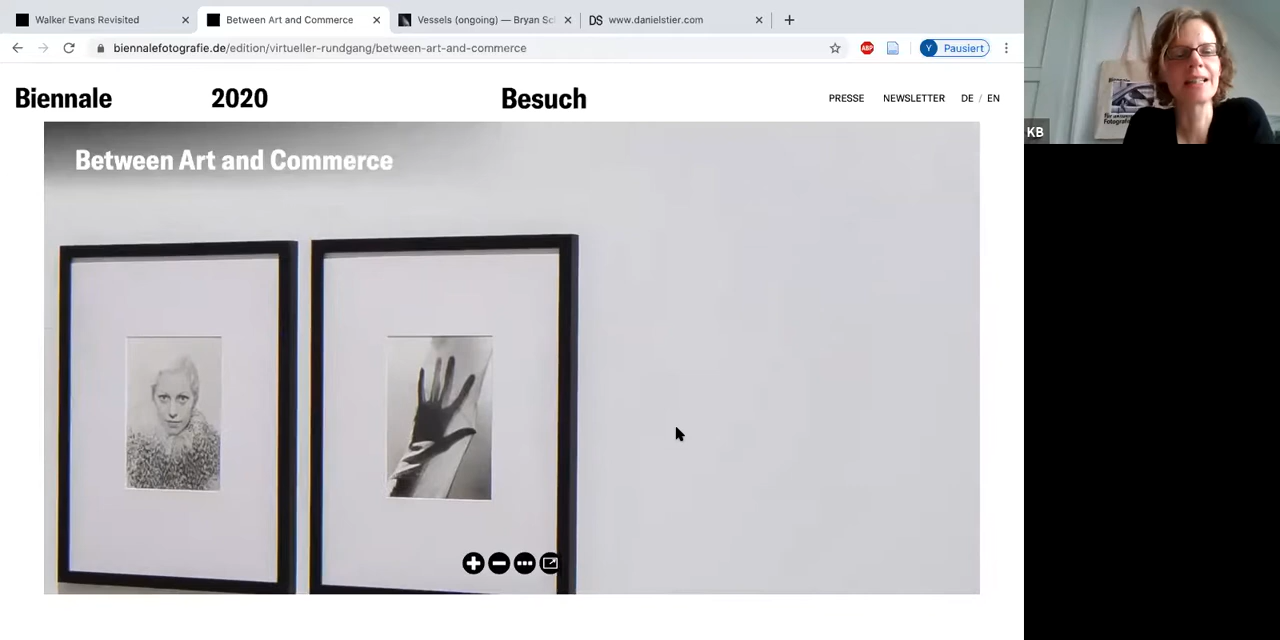 Walker Evans Revisited
Between Art and Commerce
Vessels (ongoing) — Bryan Sc
DS www.danielstier.com
biennalefotografie.de/edition/virtueller-rundgang/between-art-and-commerce
ABP
Y Pausiert
Biennale 2020 Besuch PRESSE NEWSLETTER DE / EN
Between Art and Commerce
KB